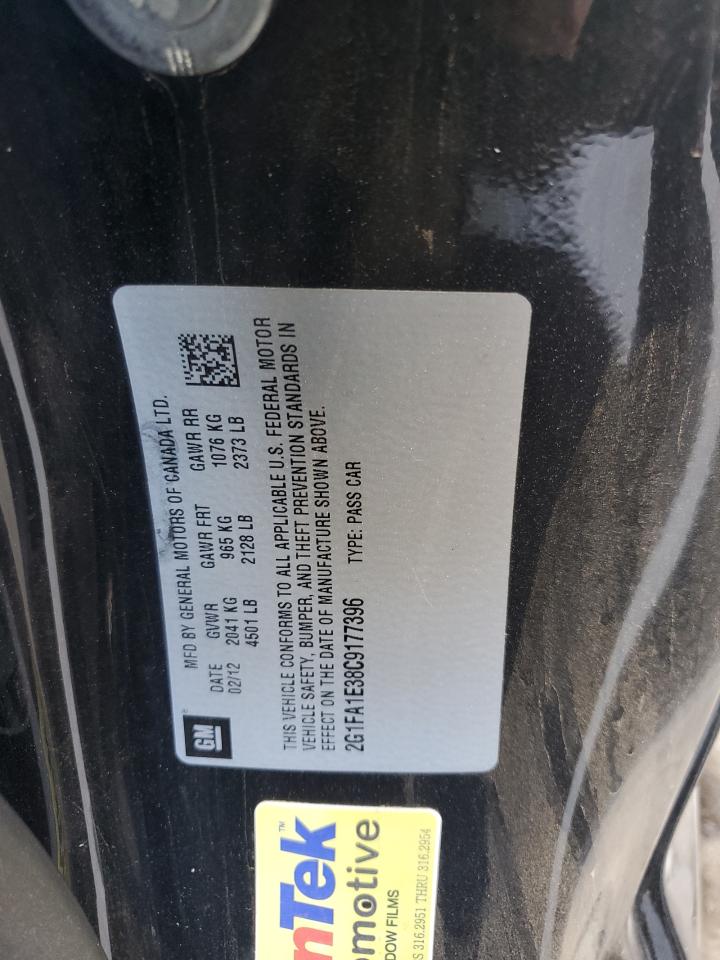 GM
MFD BY GENERAL MOTORS OF CANADA LTD.
DATE GVWR GAWR FRT GAWR RR
02/12 2041 KG 965 KG 1076 KG
4501 LB 2128 LB 2373 LB
THIS VEHICLE CONFORMS TO ALL APPLICABLE U.S. FEDERAL MOTOR
VEHICLE SAFETY, BUMPER, AND THEFT PREVENTION STANDARDS IN
EFFECT ON THE DATE OF MANUFACTURE SHOWN ABOVE.
2G1FA1E38C9177396 TYPE: PASS CAR
nTek™
motive
DOW FILMS
S 316.2951 THRU 316.2954